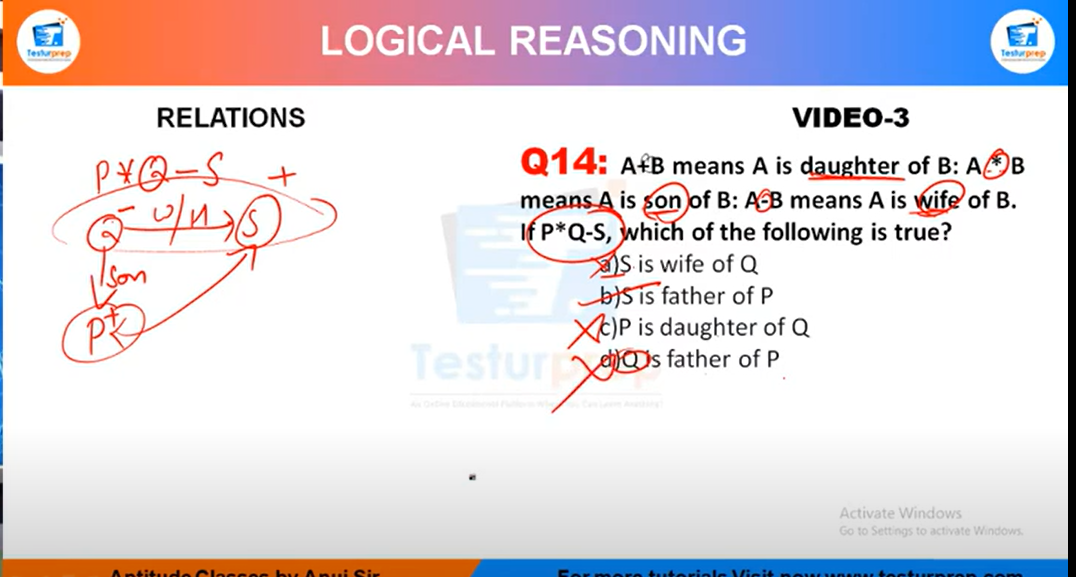 Testurprep
LOGICAL REASONING
Testurprep
RELATIONS
VIDEO-3
P * Q - S +
Q - W/H S
Son
P +
Q14: A+B means A is daughter of B: A * B
means A is son of B: A-B means A is wife of B.
If P*Q-S, which of the following is true?
a)S is wife of Q
b)S is father of P
c)P is daughter of Q
d)Q is father of P
Testurprep
Activate Windows
Go to Settings to activate Windows.
Aptitude Classes by Anuj Sir
For more tutorials Visit now www.testurprep.com